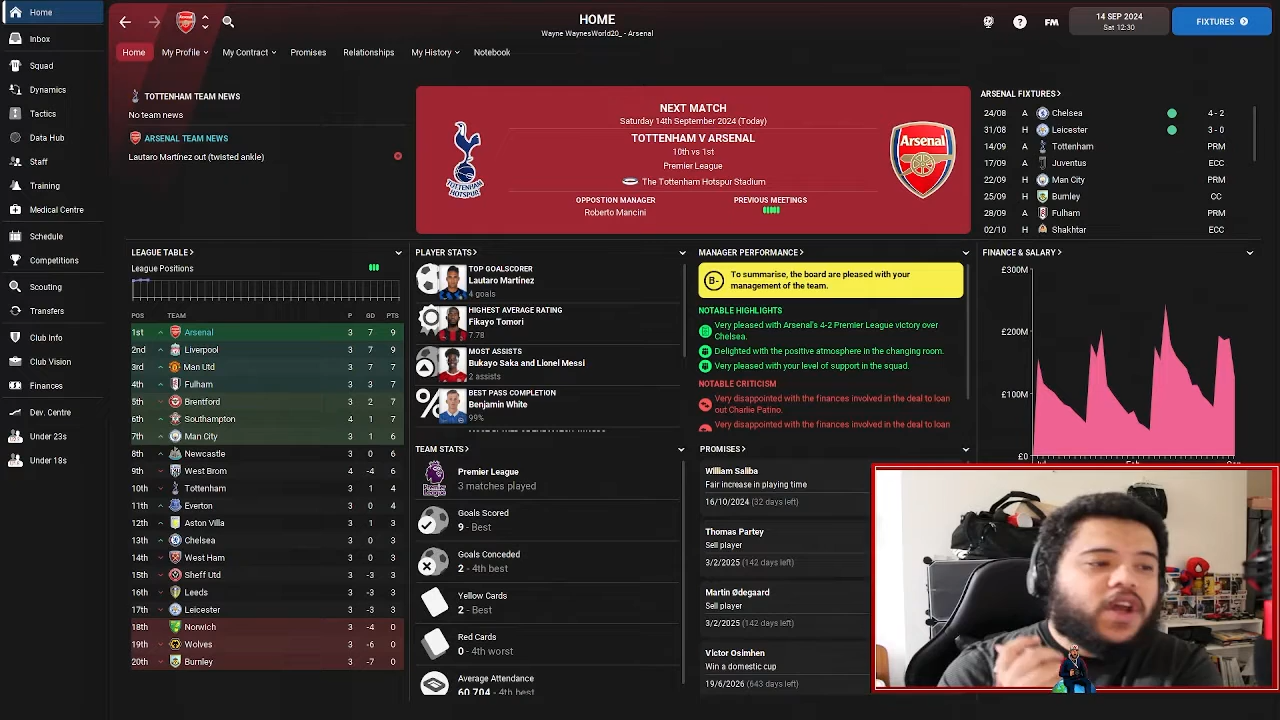 Home
Inbox
Squad
Dynamics
Tactics
Data Hub
Staff
Training
Medical Centre
Schedule
Competitions
Scouting
Transfers
Club Info
Club Vision
Finances
Dev. Centre
Under 23s
Under 18s
HOME
Wayne WaynesWorld20_ - Arsenal
FM
14 SEP 2024
Sat 12:30
FIXTURES
Home My Profile My Contract Promises Relationships My History Notebook
TOTTENHAM TEAM NEWS
No team news
ARSENAL TEAM NEWS
Lautaro Martínez out (twisted ankle)
NEXT MATCH
Saturday 14th September 2024 (Today)
TOTTENHAM V ARSENAL
10th vs 1st
Premier League
The Tottenham Hotspur Stadium
OPPOSTION MANAGER
Roberto Mancini
PREVIOUS MEETINGS
TOTTENHAM HOTSPUR
Arsenal
ARSENAL FIXTURES
24/08 A Chelsea 4 - 2
31/08 H Leicester 3 - 0
14/09 A Tottenham PRM
17/09 A Juventus ECC
22/09 H Man City PRM
25/09 H Burnley CC
28/09 A Fulham PRM
02/10 H Shakhtar ECC
LEAGUE TABLE
League Positions
POS TEAM P GD PTS
1st Arsenal 3 7 9
2nd Liverpool 3 7 9
3rd Man Utd 3 7 7
4th Fulham 3 3 7
5th Brentford 3 2 7
6th Southampton 4 1 7
7th Man City 3 1 6
8th Newcastle 3 0 6
9th West Brom 4 -4 6
10th Tottenham 3 1 4
11th Everton 3 0 4
12th Aston Villa 3 1 3
13th Chelsea 3 0 3
14th West Ham 3 0 3
15th Sheff Utd 3 -3 3
16th Leeds 3 -3 3
17th Leicester 3 -3 3
18th Norwich 3 -4 0
19th Wolves 3 -6 0
20th Burnley 3 -7 0
PLAYER STATS
TOP GOALSCORER
Lautaro Martínez
4 goals
HIGHEST AVERAGE RATING
Fikayo Tomori
7.78
MOST ASSISTS
Bukayo Saka and Lionel Messi
2 assists
BEST PASS COMPLETION
Benjamin White
99%
TEAM STATS
Premier League
3 matches played
Goals Scored
9 - Best
Goals Conceded
2 - 4th best
Yellow Cards
2 - Best
Red Cards
0 - 4th worst
Average Attendance
60,704 - 4th best
MANAGER PERFORMANCE
B-
To summarise, the board are pleased with your
management of the team.
NOTABLE HIGHLIGHTS
Very pleased with Arsenal's 4-2 Premier League victory over
Chelsea.
Delighted with the positive atmosphere in the changing room.
Very pleased with your level of support in the squad.
NOTABLE CRITICISM
Very disappointed with the finances involved in the deal to loan
out Charlie Patino.
Very disappointed with the finances involved in the deal to loan
PROMISES
William Saliba
Fair increase in playing time
16/10/2024 (32 days left)
Thomas Partey
Sell player
3/2/2025 (142 days left)
Martin Ødegaard
Sell player
3/2/2025 (142 days left)
Victor Osimhen
Win a domestic cup
19/6/2026 (643 days left)
FINANCE & SALARY
£300M
£200M
£100M
£0